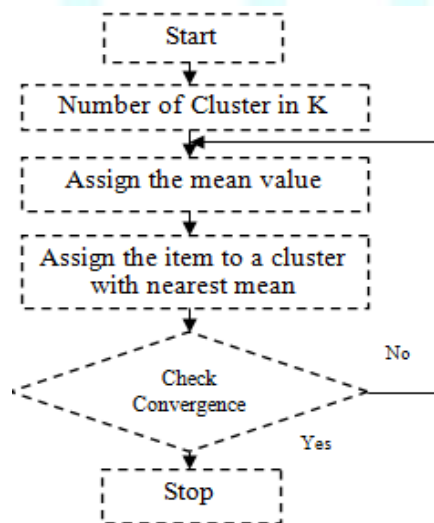 Start
Number of Cluster in K
Assign the mean value
Assign the item to a cluster
with nearest mean
No
Check
Convergence
Yes
Stop